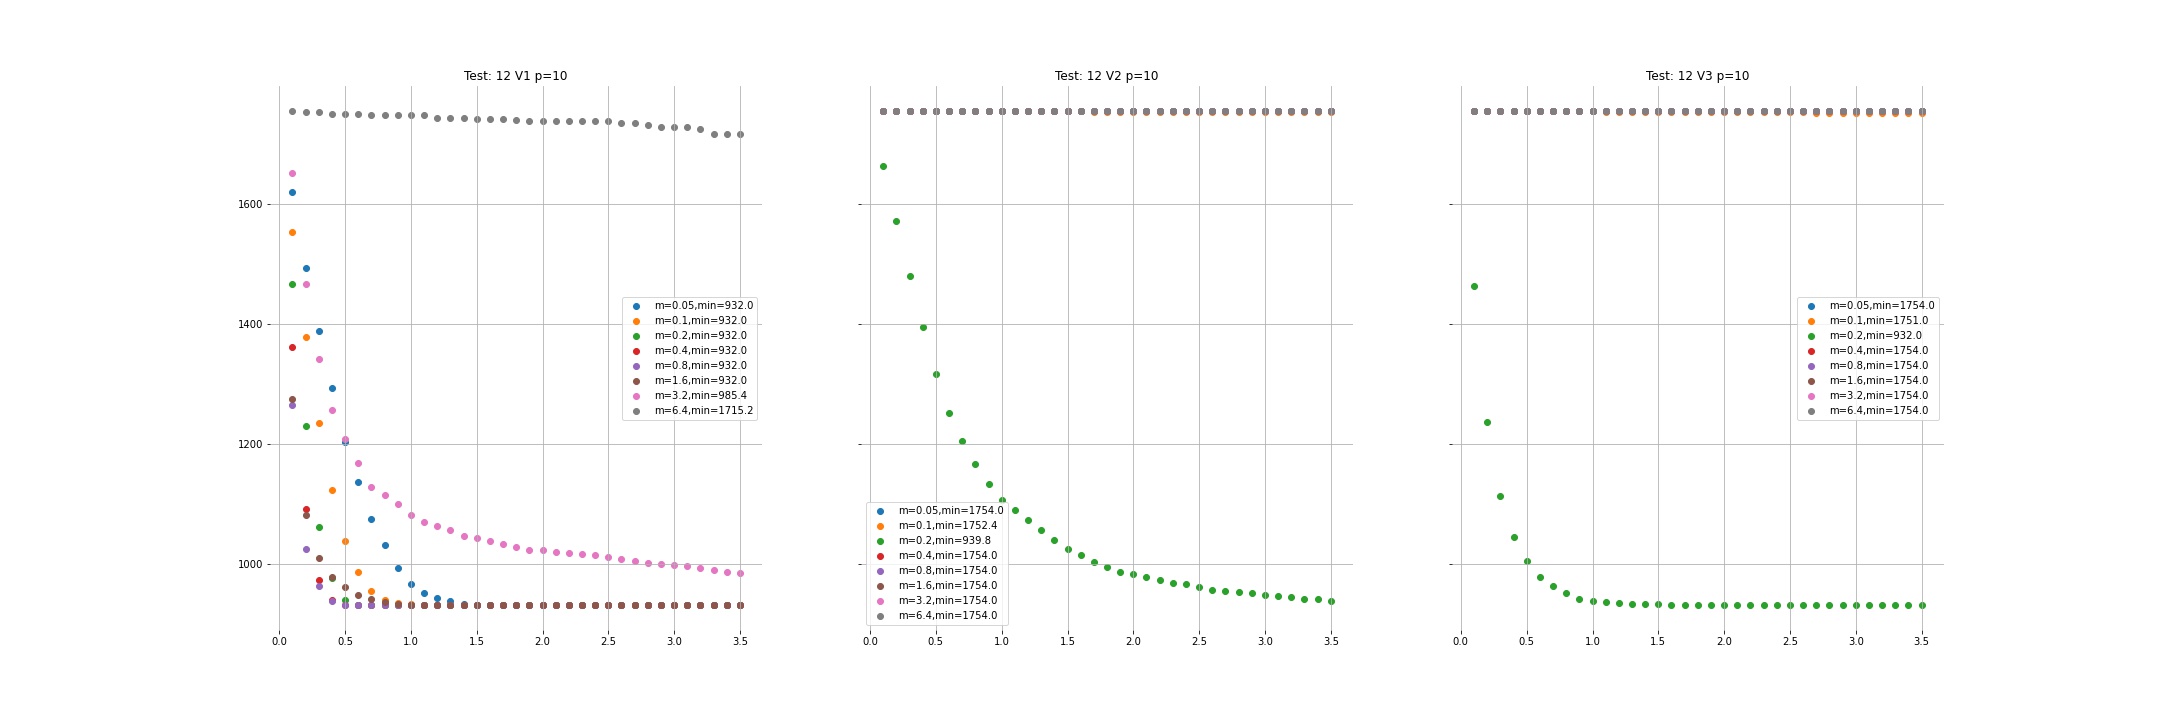 Test: 12 V1 p=10
1600
1400
1200
1000
0.0 0.5 1.0 1.5 2.0 2.5 3.0 3.5
m=0.05,min=932.0
m=0.1,min=932.0
m=0.2,min=932.0
m=0.4,min=932.0
m=0.8,min=932.0
m=1.6,min=932.0
m=3.2,min=985.4
m=6.4,min=1715.2
Test: 12 V2 p=10
m=0.05,min=1754.0
m=0.1,min=1752.4
m=0.2,min=939.8
m=0.4,min=1754.0
m=0.8,min=1754.0
m=1.6,min=1754.0
m=3.2,min=1754.0
m=6.4,min=1754.0
0.0 0.5 1.0 1.5 2.0 2.5 3.0 3.5
Test: 12 V3 p=10
m=0.05,min=1754.0
m=0.1,min=1751.0
m=0.2,min=932.0
m=0.4,min=1754.0
m=0.8,min=1754.0
m=1.6,min=1754.0
m=3.2,min=1754.0
m=6.4,min=1754.0
0.0 0.5 1.0 1.5 2.0 2.5 3.0 3.5